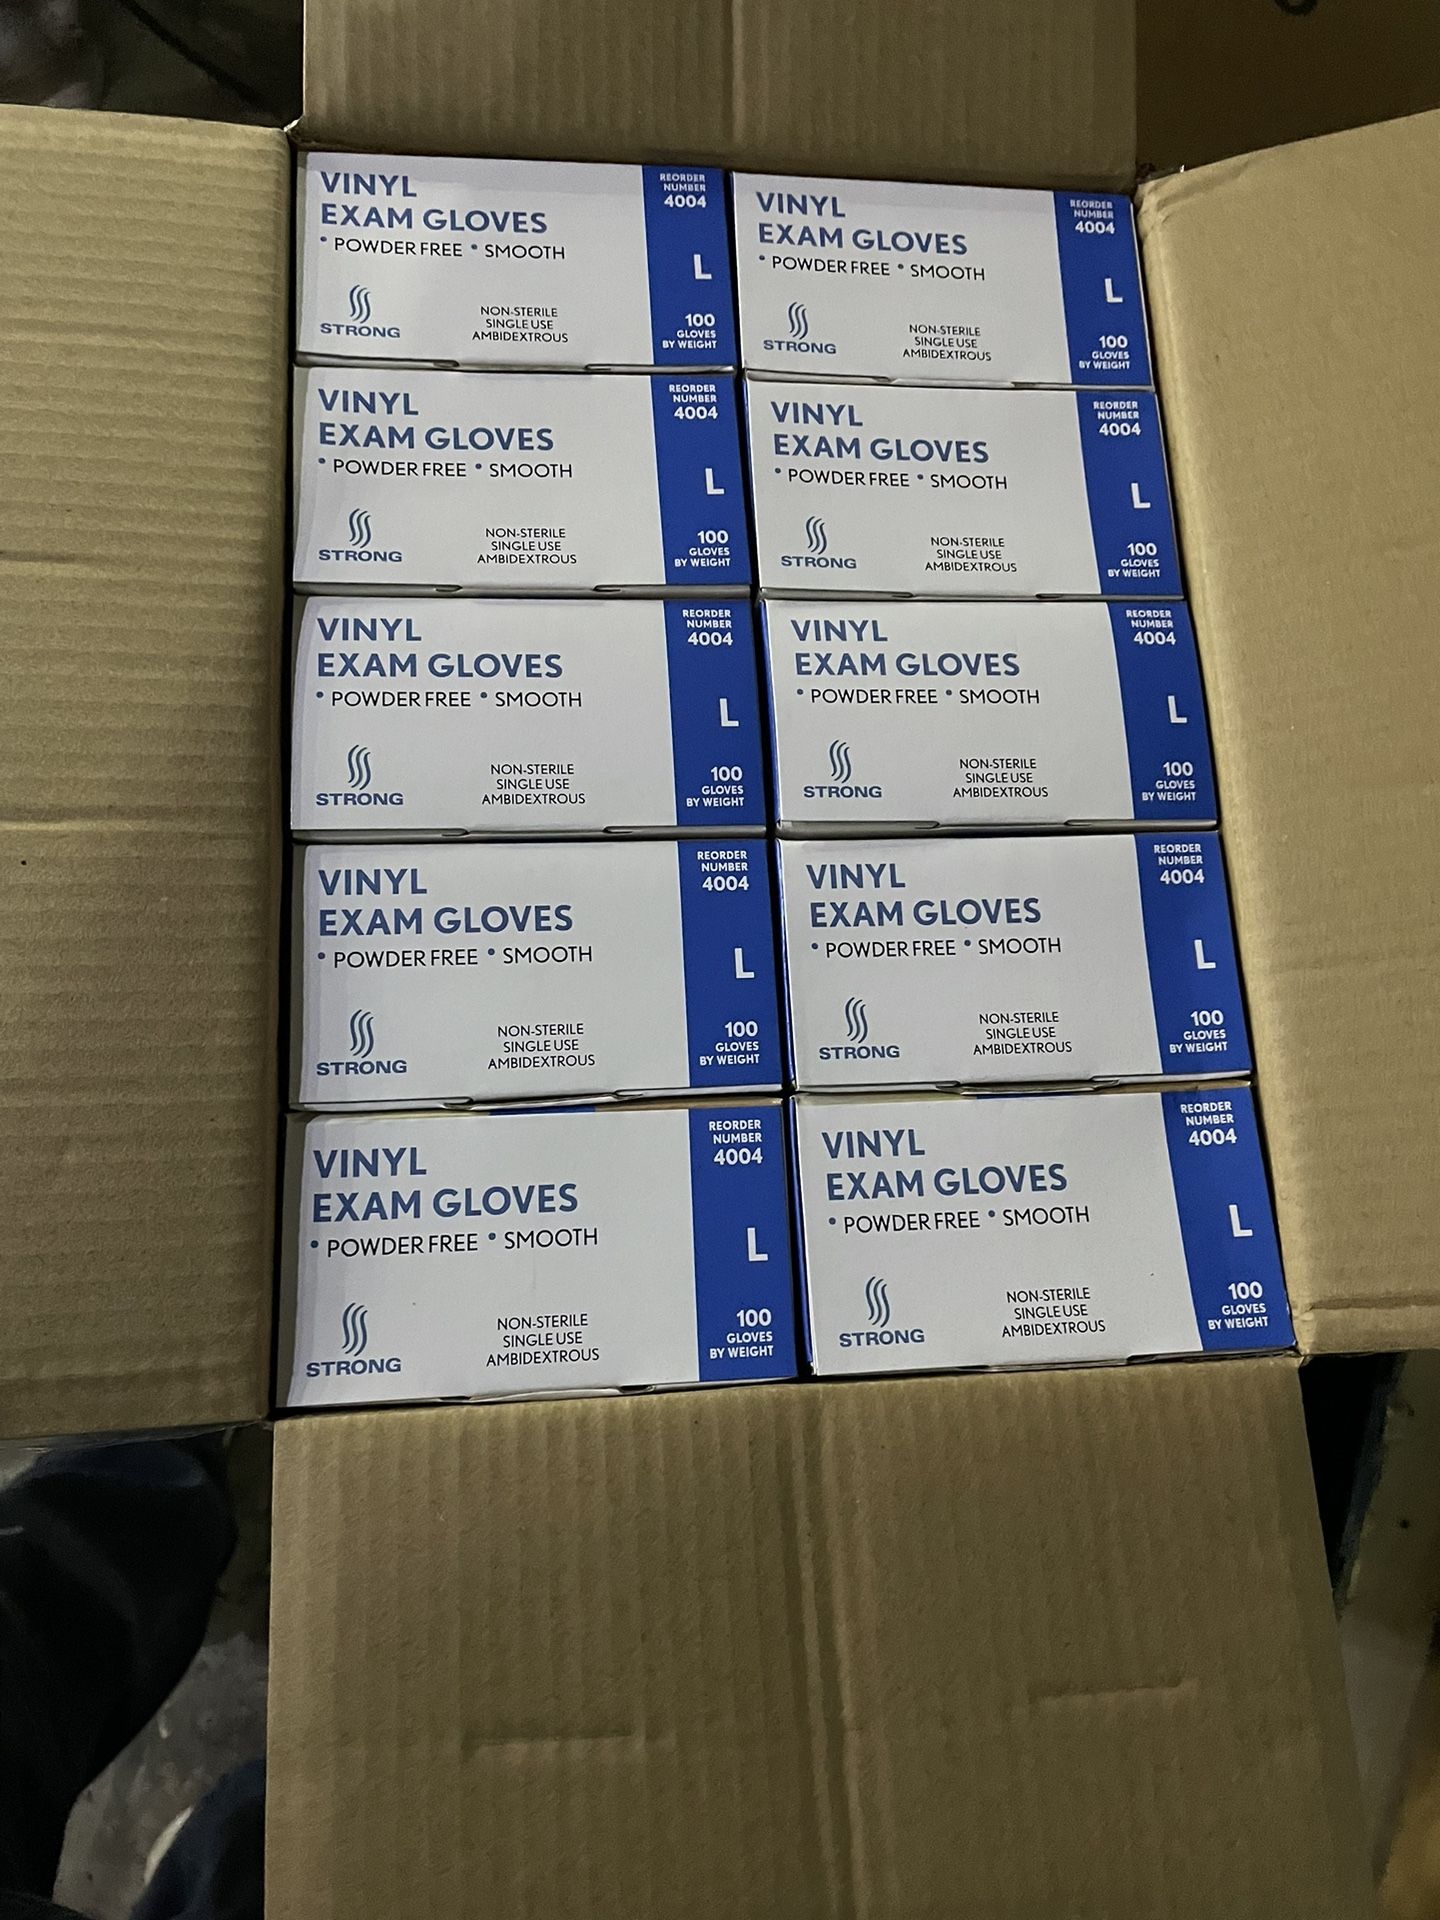 VINYL
EXAM GLOVES
• POWDER FREE • SMOOTH
STRONG
NON-STERILE
SINGLE USE
AMBIDEXTROUS
REORDER
NUMBER
4004
L
100
GLOVES
BY WEIGHT
VINYL
EXAM GLOVES
• POWDER FREE • SMOOTH
STRONG
NON-STERILE
SINGLE USE
AMBIDEXTROUS
REORDER
NUMBER
4004
L
100
GLOVES
BY WEIGHT
VINYL
EXAM GLOVES
• POWDER FREE • SMOOTH
STRONG
NON-STERILE
SINGLE USE
AMBIDEXTROUS
REORDER
NUMBER
4004
L
100
GLOVES
BY WEIGHT
VINYL
EXAM GLOVES
• POWDER FREE • SMOOTH
STRONG
NON-STERILE
SINGLE USE
AMBIDEXTROUS
REORDER
NUMBER
4004
L
100
GLOVES
BY WEIGHT
VINYL
EXAM GLOVES
• POWDER FREE • SMOOTH
STRONG
NON-STERILE
SINGLE USE
AMBIDEXTROUS
REORDER
NUMBER
4004
L
100
GLOVES
BY WEIGHT
VINYL
EXAM GLOVES
• POWDER FREE • SMOOTH
STRONG
NON-STERILE
SINGLE USE
AMBIDEXTROUS
REORDER
NUMBER
4004
L
100
GLOVES
BY WEIGHT
VINYL
EXAM GLOVES
• POWDER FREE • SMOOTH
STRONG
NON-STERILE
SINGLE USE
AMBIDEXTROUS
REORDER
NUMBER
4004
L
100
GLOVES
BY WEIGHT
VINYL
EXAM GLOVES
• POWDER FREE • SMOOTH
STRONG
NON-STERILE
SINGLE USE
AMBIDEXTROUS
REORDER
NUMBER
4004
L
100
GLOVES
BY WEIGHT
VINYL
EXAM GLOVES
• POWDER FREE • SMOOTH
STRONG
NON-STERILE
SINGLE USE
AMBIDEXTROUS
REORDER
NUMBER
4004
L
100
GLOVES
BY WEIGHT
VINYL
EXAM GLOVES
• POWDER FREE • SMOOTH
STRONG
NON-STERILE
SINGLE USE
AMBIDEXTROUS
REORDER
NUMBER
4004
L
100
GLOVES
BY WEIGHT